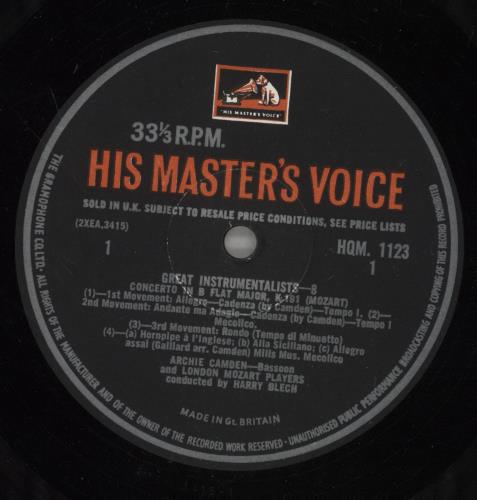 "HIS MASTER'S VOICE"
33⅓ R.P.M.
HIS MASTER'S VOICE
SOLD IN U.K. SUBJECT TO RESALE PRICE CONDITIONS, SEE PRICE LISTS
(2XEA.3415)
1
HQM. 1123
1
GREAT INSTRUMENTALISTS—8
CONCERTO IN B FLAT MAJOR, K.191 (MOZART)
(1)—1st Movement: Allegro—Cadenza (by Camden)—Tempo I. (2)—
2nd Movement: Andante ma Adagio—Cadenza (by Camden)—Tempo I
Mecolico.
(3)—3rd Movement: Rondo (Tempo di Minuetto)
(4)—(a) Hornpipe à l'Inglese; (b) Alla Siciliano; (c) Allegro
assai (Galliard arr. Camden) Mills Mus. Mecolico
ARCHIE CAMDEN—Bassoon
and LONDON MOZART PLAYERS
conducted by HARRY BLECH
MADE IN Gt. BRITAIN
THE GRAMOPHONE CO. LTD. ALL RIGHTS OF THE MANUFACTURER AND OF THE OWNER OF THE RECORDED WORK RESERVED · UNAUTHORISED PUBLIC PERFORMANCE BROADCASTING AND COPYING OF THIS RECORD PROHIBITED